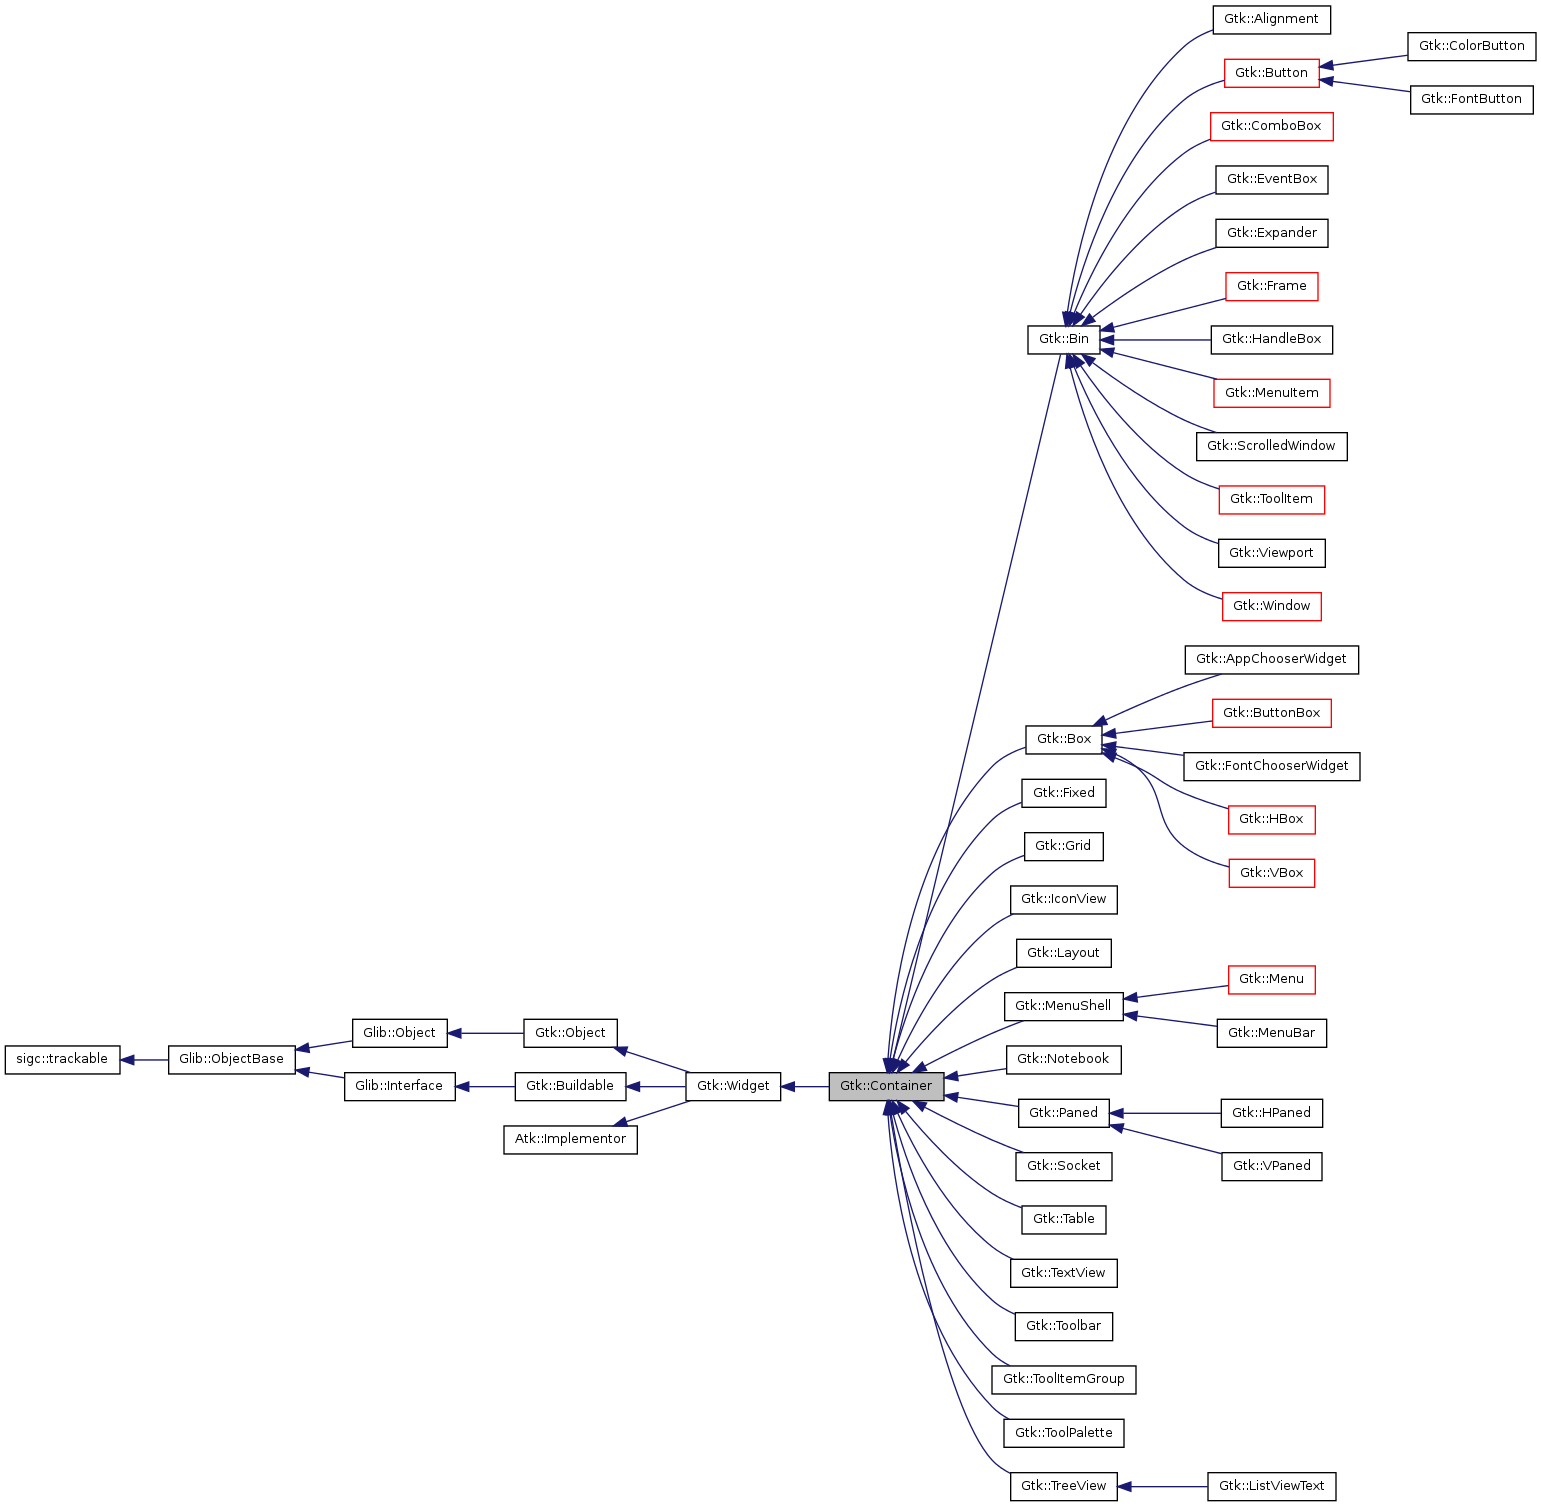 Gtk::Alignment
Gtk::ColorButton
Gtk::Button
Gtk::FontButton
Gtk::ComboBox
Gtk::EventBox
Gtk::Expander
Gtk::Frame
Gtk::Bin
Gtk::HandleBox
Gtk::MenuItem
Gtk::ScrolledWindow
Gtk::ToolItem
Gtk::Viewport
Gtk::Window
Gtk::AppChooserWidget
Gtk::ButtonBox
Gtk::Box
Gtk::FontChooserWidget
Gtk::Fixed
Gtk::HBox
Gtk::Grid
Gtk::VBox
Gtk::IconView
Gtk::Layout
Gtk::Menu
Gtk::MenuShell
Gtk::MenuBar
Glib::Object
Gtk::Object
sigc::trackable
Glib::ObjectBase
Gtk::Notebook
Glib::Interface
Gtk::Buildable
Gtk::Widget
Gtk::Container
Gtk::Paned
Gtk::HPaned
Atk::Implementor
Gtk::Socket
Gtk::VPaned
Gtk::Table
Gtk::TextView
Gtk::Toolbar
Gtk::ToolItemGroup
Gtk::ToolPalette
Gtk::TreeView
Gtk::ListViewText